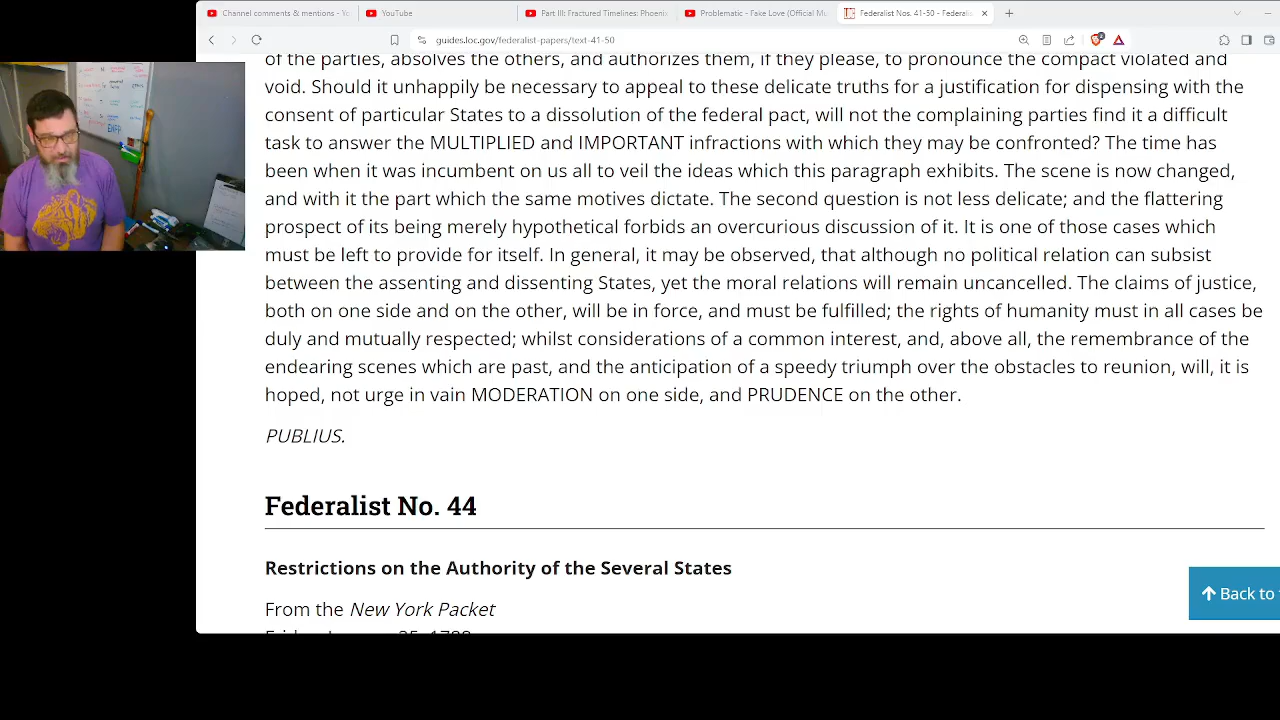 Channel comments & mentions - Yo
YouTube
Part III: Fractured Timelines: Phoenix
Problematic - Fake Love (Official Mu
Federalist Nos. 41-50 - Federali
guides.loc.gov/federalist-papers/text-41-50
of the parties, absolves the others, and authorizes them, if they please, to pronounce the compact violated and
void. Should it unhappily be necessary to appeal to these delicate truths for a justification for dispensing with the
consent of particular States to a dissolution of the federal pact, will not the complaining parties find it a difficult
task to answer the MULTIPLIED and IMPORTANT infractions with which they may be confronted? The time has
been when it was incumbent on us all to veil the ideas which this paragraph exhibits. The scene is now changed,
and with it the part which the same motives dictate. The second question is not less delicate; and the flattering
prospect of its being merely hypothetical forbids an overcurious discussion of it. It is one of those cases which
must be left to provide for itself. In general, it may be observed, that although no political relation can subsist
between the assenting and dissenting States, yet the moral relations will remain uncancelled. The claims of justice,
both on one side and on the other, will be in force, and must be fulfilled; the rights of humanity must in all cases be
duly and mutually respected; whilst considerations of a common interest, and, above all, the remembrance of the
endearing scenes which are past, and the anticipation of a speedy triumph over the obstacles to reunion, will, it is
hoped, not urge in vain MODERATION on one side, and PRUDENCE on the other.
PUBLIUS.
Federalist No. 44
Restrictions on the Authority of the Several States
From the New York Packet
Back to